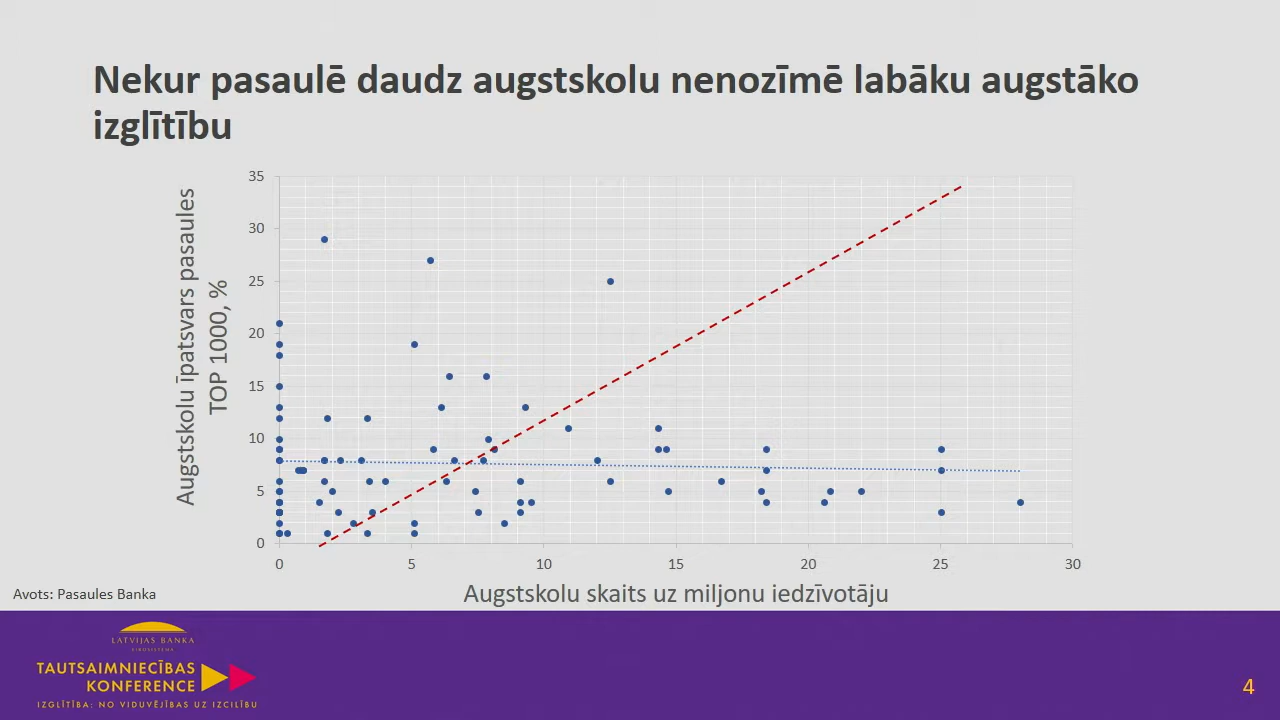 Nekur pasaulē daudz augstskolu nenozīmē labāku augstāko
izglītību
Augstskolu īpatsvars pasaules
TOP 1000, %
35
30
25
20
15
10
5
0
0 5 10 15 20 25 30
Augstskolu skaits uz miljonu iedzīvotāju
Avots: Pasaules Banka
LATVIJAS BANKA
EIROSISTĒMA
TAUTSAIMNIECĪBAS
KONFERENCE
IZGLĪTĪBA: NO VIDUVĒJĪBAS UZ IZCILĪBU
4